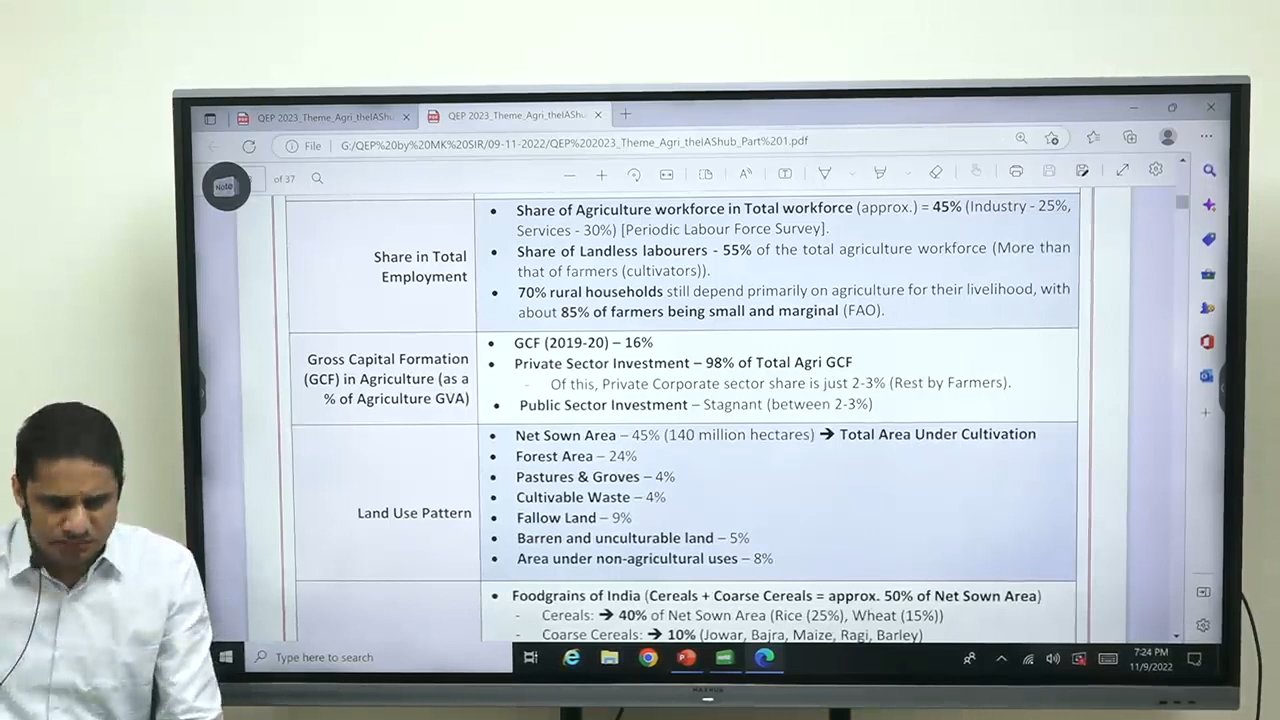 QEP 2023_Theme_Agri_theIAShu
QEP 2023_Theme_Agri_theIAShu
File
G:/QEP%20by%20MK%20SIR/09-11-2022/QEP%202023_Theme_Agri_theIAShub_Part%201.pdf
Note
of 37
Share in Total
Employment
• Share of Agriculture workforce in Total workforce (approx.) = 45% (Industry - 25%,
Services - 30%) [Periodic Labour Force Survey].
• Share of Landless labourers - 55% of the total agriculture workforce (More than
that of farmers (cultivators)).
• 70% rural households still depend primarily on agriculture for their livelihood, with
about 85% of farmers being small and marginal (FAO).
Gross Capital Formation
(GCF) in Agriculture (as a
% of Agriculture GVA)
• GCF (2019-20) – 16%
• Private Sector Investment – 98% of Total Agri GCF
- Of this, Private Corporate sector share is just 2-3% (Rest by Farmers).
• Public Sector Investment – Stagnant (between 2-3%)
Land Use Pattern
• Net Sown Area – 45% (140 million hectares) → Total Area Under Cultivation
• Forest Area – 24%
• Pastures & Groves – 4%
• Cultivable Waste – 4%
• Fallow Land – 9%
• Barren and unculturable land – 5%
• Area under non-agricultural uses – 8%
• Foodgrains of India (Cereals + Coarse Cereals = approx. 50% of Net Sown Area)
- Cereals: → 40% of Net Sown Area (Rice (25%), Wheat (15%))
- Coarse Cereals: → 10% (Jowar, Bajra, Maize, Ragi, Barley)
Type here to search
7:24 PM
11/9/2022
MAXHUB